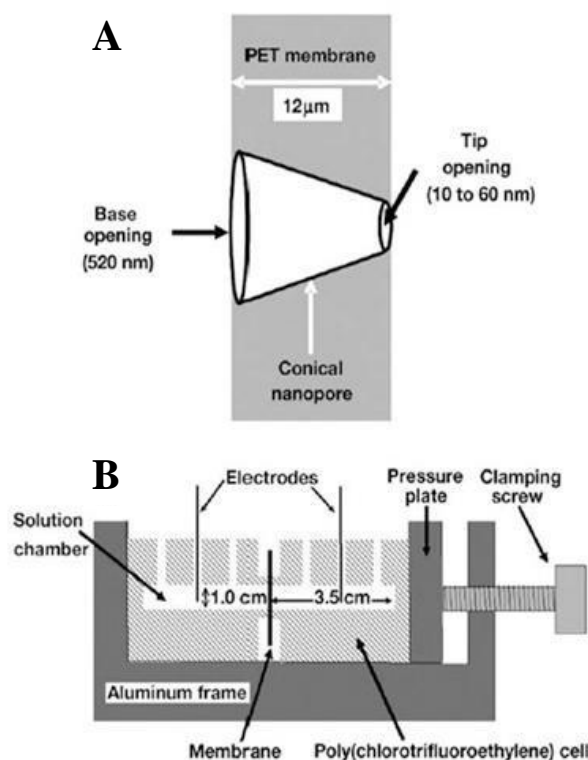 A
PET membrane
12µm
Tip
opening
(10 to 60 nm)
Base
opening
(520 nm)
Conical
nanopore
B
Electrodes
Pressure
plate
Clamping
screw
Solution
chamber
1.0 cm
3.5 cm
Aluminum frame
Membrane
Poly(chlorotrifluoroethylene) cell